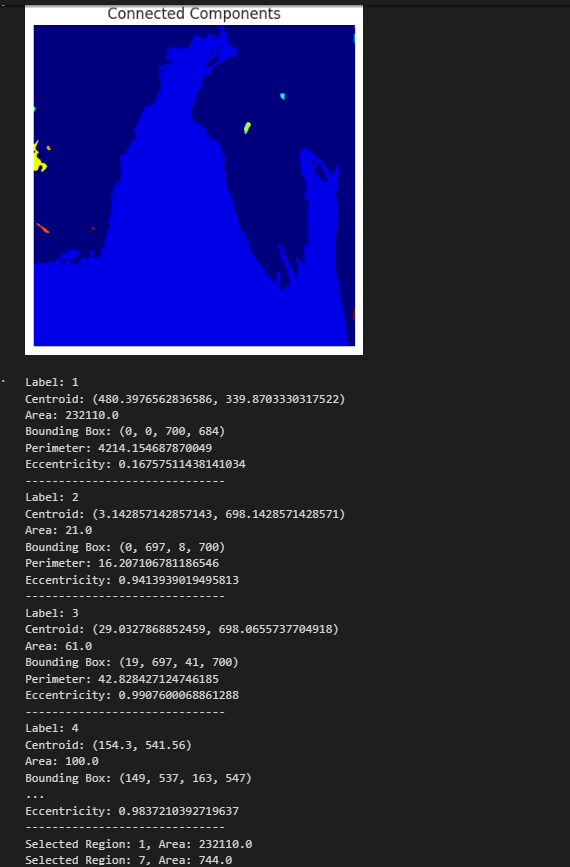 Connected Components
Label: 1
Centroid: (480.3976562836586, 339.8703330317522)
Area: 232110.0
Bounding Box: (0, 0, 700, 684)
Perimeter: 4214.154687870049
Eccentricity: 0.16757511438141034
------------------------------
Label: 2
Centroid: (3.142857142857143, 698.1428571428571)
Area: 21.0
Bounding Box: (0, 697, 8, 700)
Perimeter: 16.207106781186546
Eccentricity: 0.9413939019495813
------------------------------
Label: 3
Centroid: (29.0327868852459, 698.0655737704918)
Area: 61.0
Bounding Box: (19, 697, 41, 700)
Perimeter: 42.828427124746185
Eccentricity: 0.9907600068861288
------------------------------
Label: 4
Centroid: (154.3, 541.56)
Area: 100.0
Bounding Box: (149, 537, 163, 547)
...
Eccentricity: 0.9837210392719637
------------------------------
Selected Region: 1, Area: 232110.0
Selected Region: 7, Area: 744.0